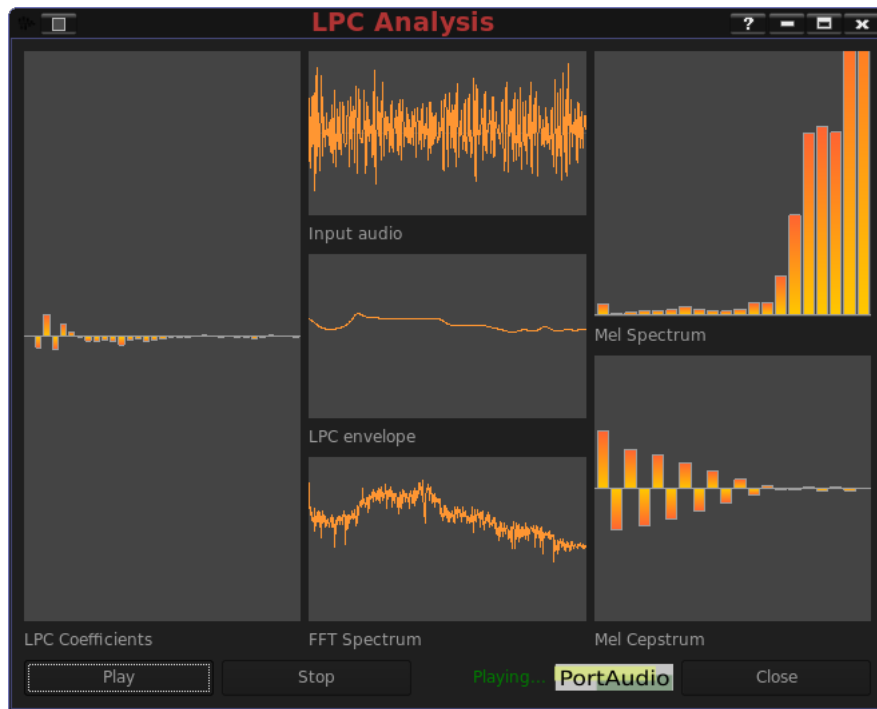 LPC Analysis
?
Input audio
Mel Spectrum
LPC envelope
LPC Coefficients
FFT Spectrum
Mel Cepstrum
Play
Stop
Playing...
PortAudio
Close